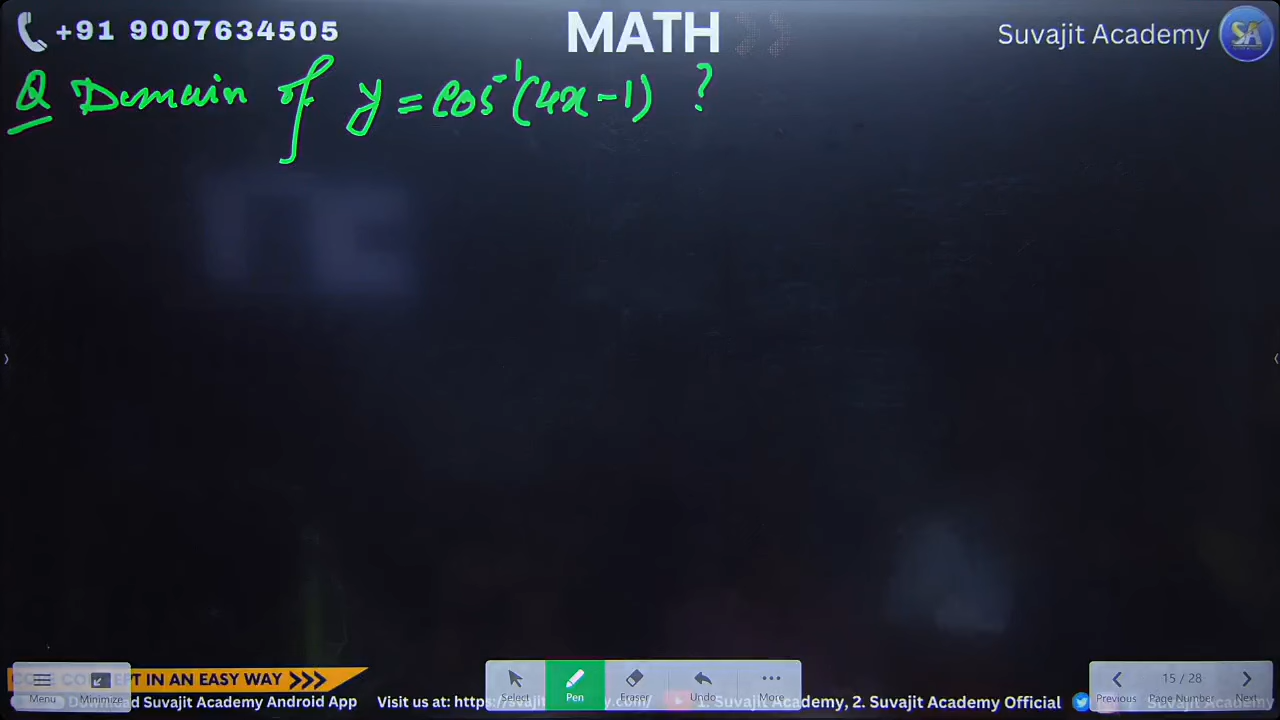 +91 9007634505
MATH
Suvajit Academy
SA
Q Domain of y = cos⁻¹(4x-1) ?
IN AN EASY WAY
Menu
Minimize
Select
Pen
Eraser
Undo
More
Previous
15 / 28
Page Number
Next
Suvajit Academy Android App
Visit us at:
1. Suvajit Academy, 2. Suvajit Academy Official